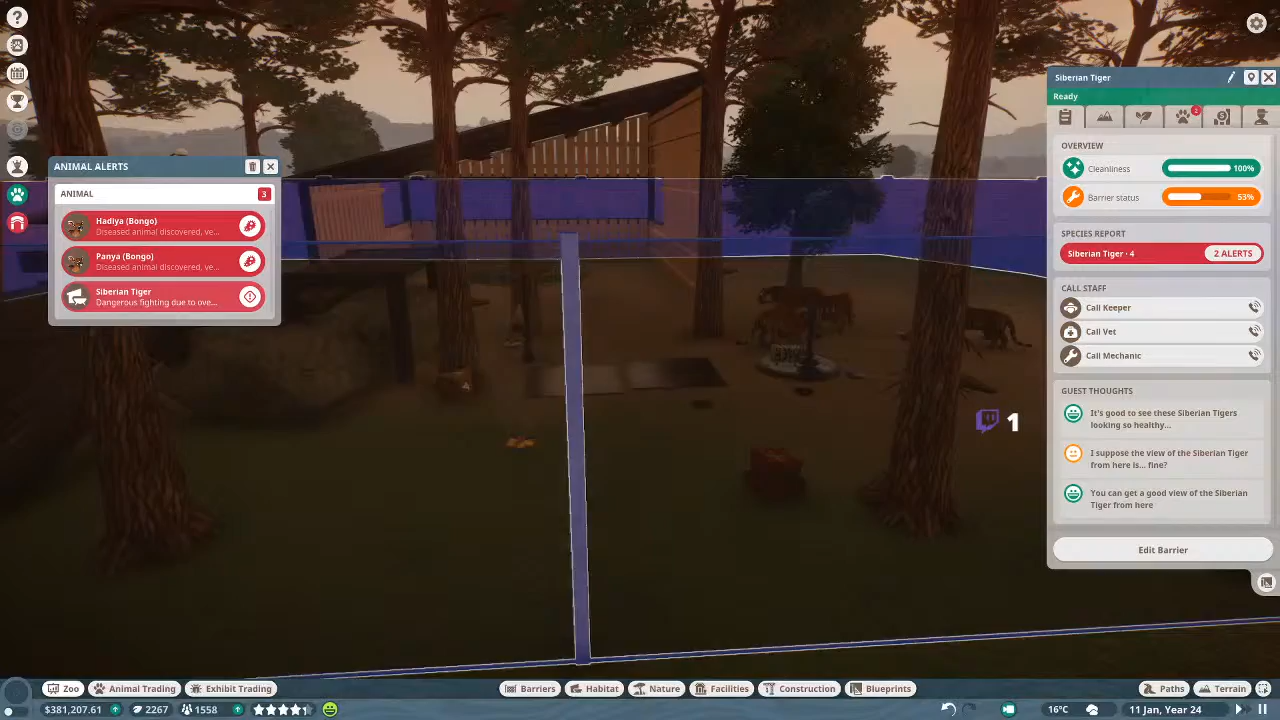 Siberian Tiger
Ready
ANIMAL ALERTS
ANIMAL
3
Hadiya (Bongo)
Diseased animal discovered, ve...
Panya (Bongo)
Diseased animal discovered, ve...
Siberian Tiger
Dangerous fighting due to ove...
OVERVIEW
Cleanliness 100%
Barrier status 53%
SPECIES REPORT
Siberian Tiger · 4 2 ALERTS
CALL STAFF
Call Keeper
Call Vet
Call Mechanic
GUEST THOUGHTS
It's good to see these Siberian Tigers
looking so healthy...
I suppose the view of the Siberian Tiger
from here is... fine?
You can get a good view of the Siberian
Tiger from here
Edit Barrier
1
Zoo Animal Trading Exhibit Trading Barriers Habitat Nature Facilities Construction Blueprints Paths Terrain
$381,207.61 2267 1558 16°C 11 Jan, Year 24